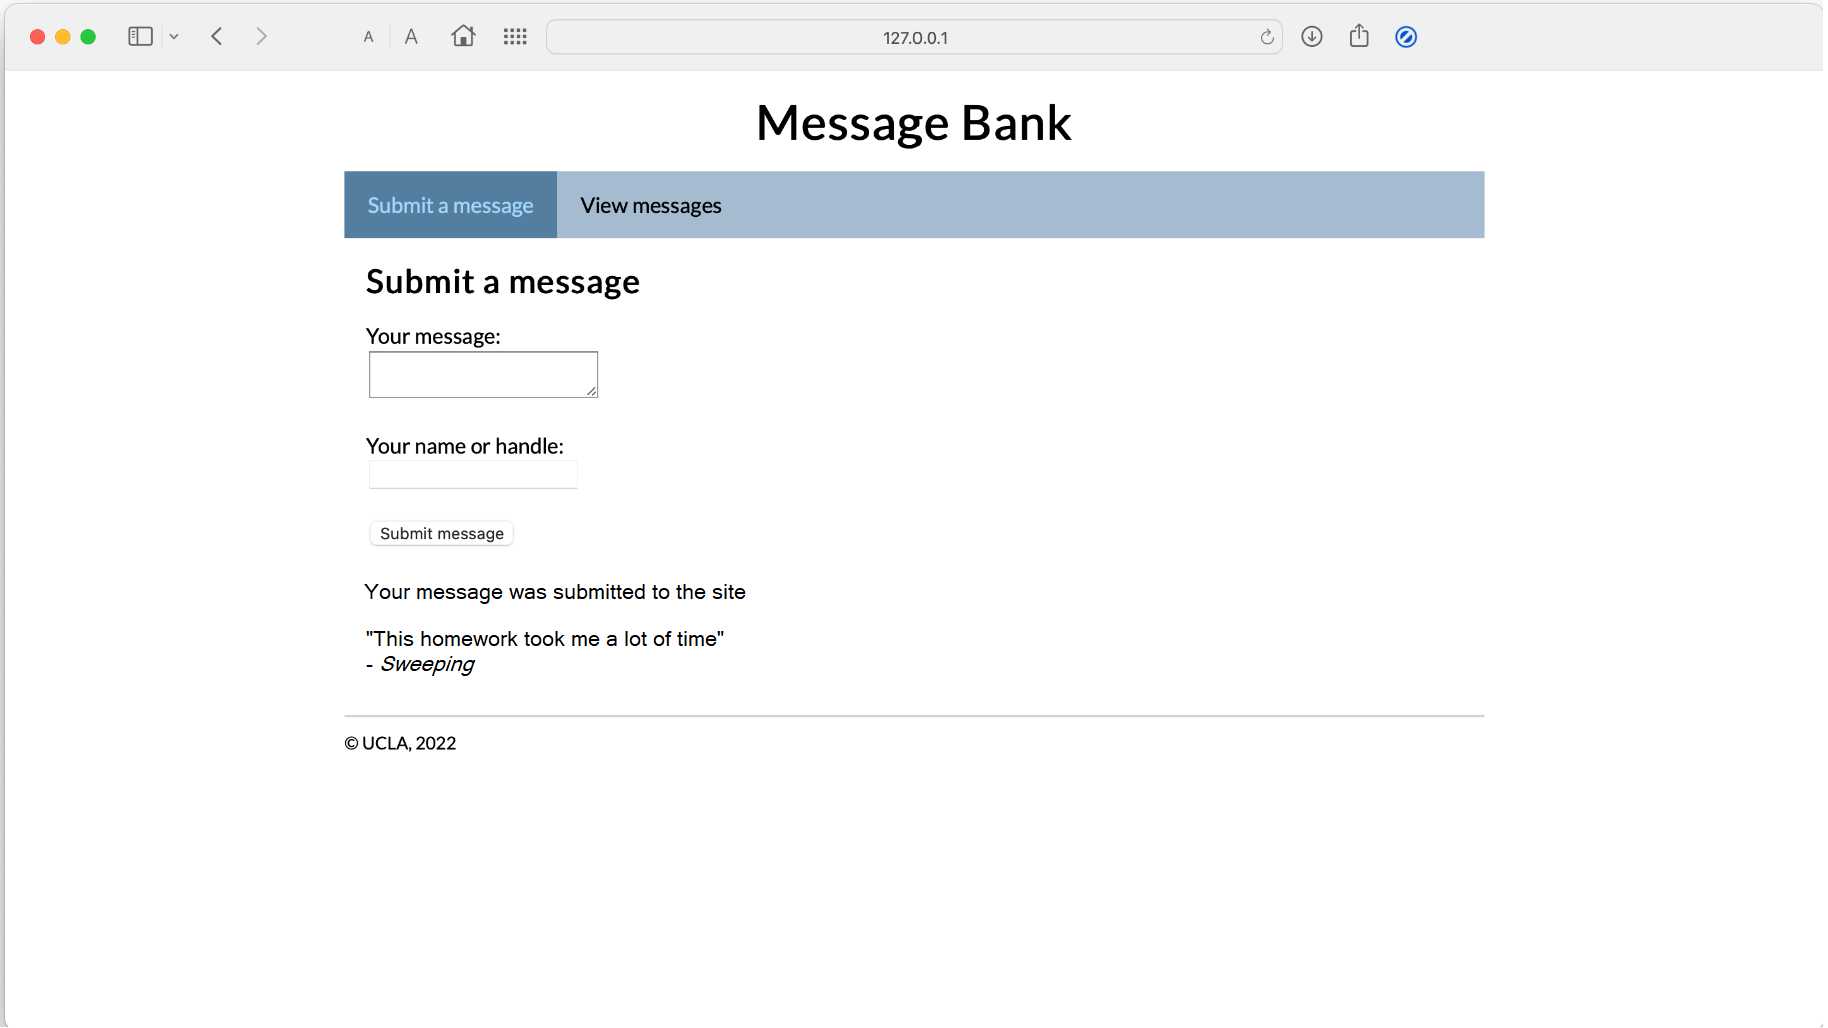 A A 127.0.0.1
Message Bank
Submit a message View messages
Submit a message
Your message:
Your name or handle:
Submit message
Your message was submitted to the site
"This homework took me a lot of time"
- Sweeping
© UCLA, 2022